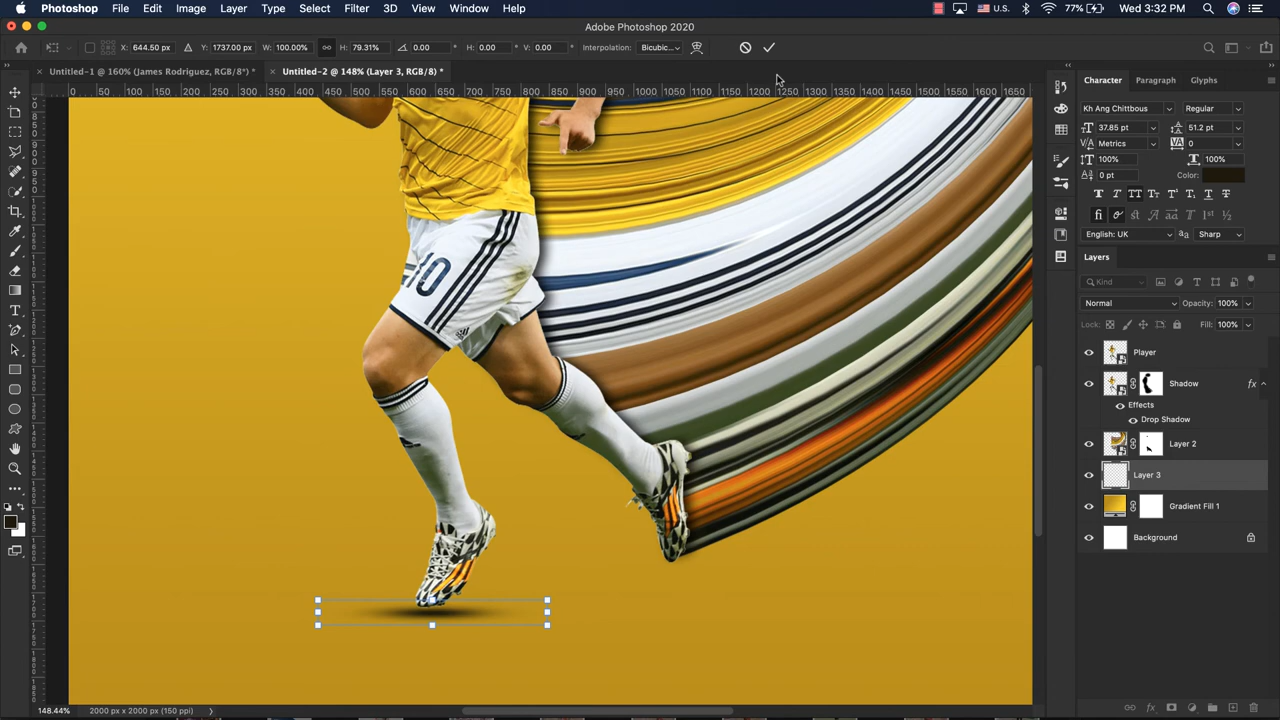 Photoshop File Edit Image Layer Type Select Filter 3D View Window Help U.S. 77% Wed 3:32 PM
Adobe Photoshop 2020
X: 644.50 px Y: 1737.00 px W: 100.00% H: 79.31% 0.00 ° H: 0.00 ° V: 0.00 ° Interpolation: Bicubic...
Untitled-1 @ 160% (James Rodriguez, RGB/8*) * Untitled-2 @ 148% (Layer 3, RGB/8) *
0 50 100 150 200 250 300 350 400 450 500 550 600 650 700 750 800 850 900 950 1000 1050 1100 1150 1200 1250 1300 1350 1400 1450 1500 1550 1600 1650
Character Paragraph Glyphs
Kh Ang Chittbous Regular
37.85 pt 51.2 pt
Metrics 0
100% 100%
0 pt Color:
English: UK Sharp
Layers
Kind
Normal Opacity: 100%
Lock: Fill: 100%
Player
Shadow fx
Effects
Drop Shadow
Layer 2
Layer 3
Gradient Fill 1
Background
10
148.44% 2000 px x 2000 px (150 ppi)